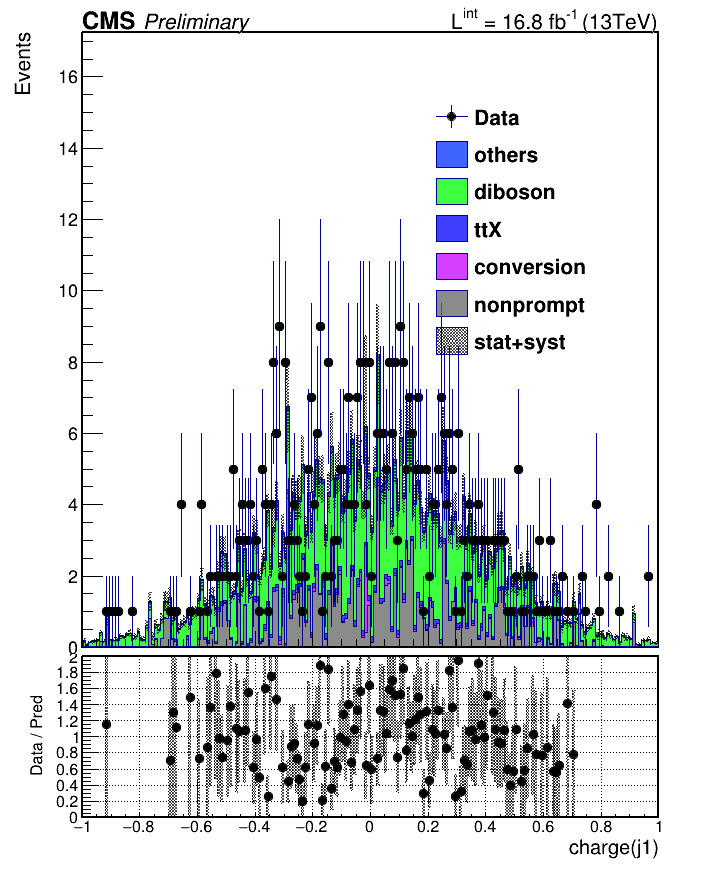 CMS Preliminary L^int = 16.8 fb^-1 (13TeV)
Events
16
14
12
10
8
6
4
2
0
Data
others
diboson
ttX
conversion
nonprompt
stat+syst
Data / Pred
2
1.8
1.6
1.4
1.2
1
0.8
0.6
0.4
0.2
0
−1 −0.8 −0.6 −0.4 −0.2 0 0.2 0.4 0.6 0.8 1
charge(j1)